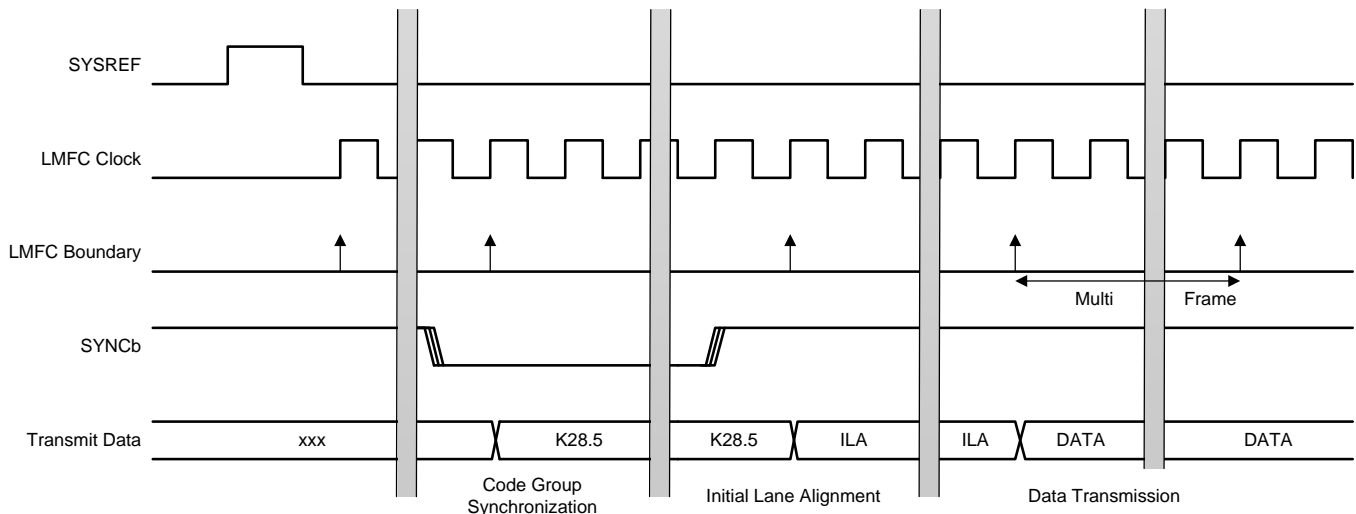 SYSREF
LMFC Clock
LMFC Boundary
Multi Frame
SYNCb
Transmit Data
xxx
K28.5
K28.5
ILA
ILA
DATA
DATA
Code Group
Synchronization
Initial Lane Alignment
Data Transmission